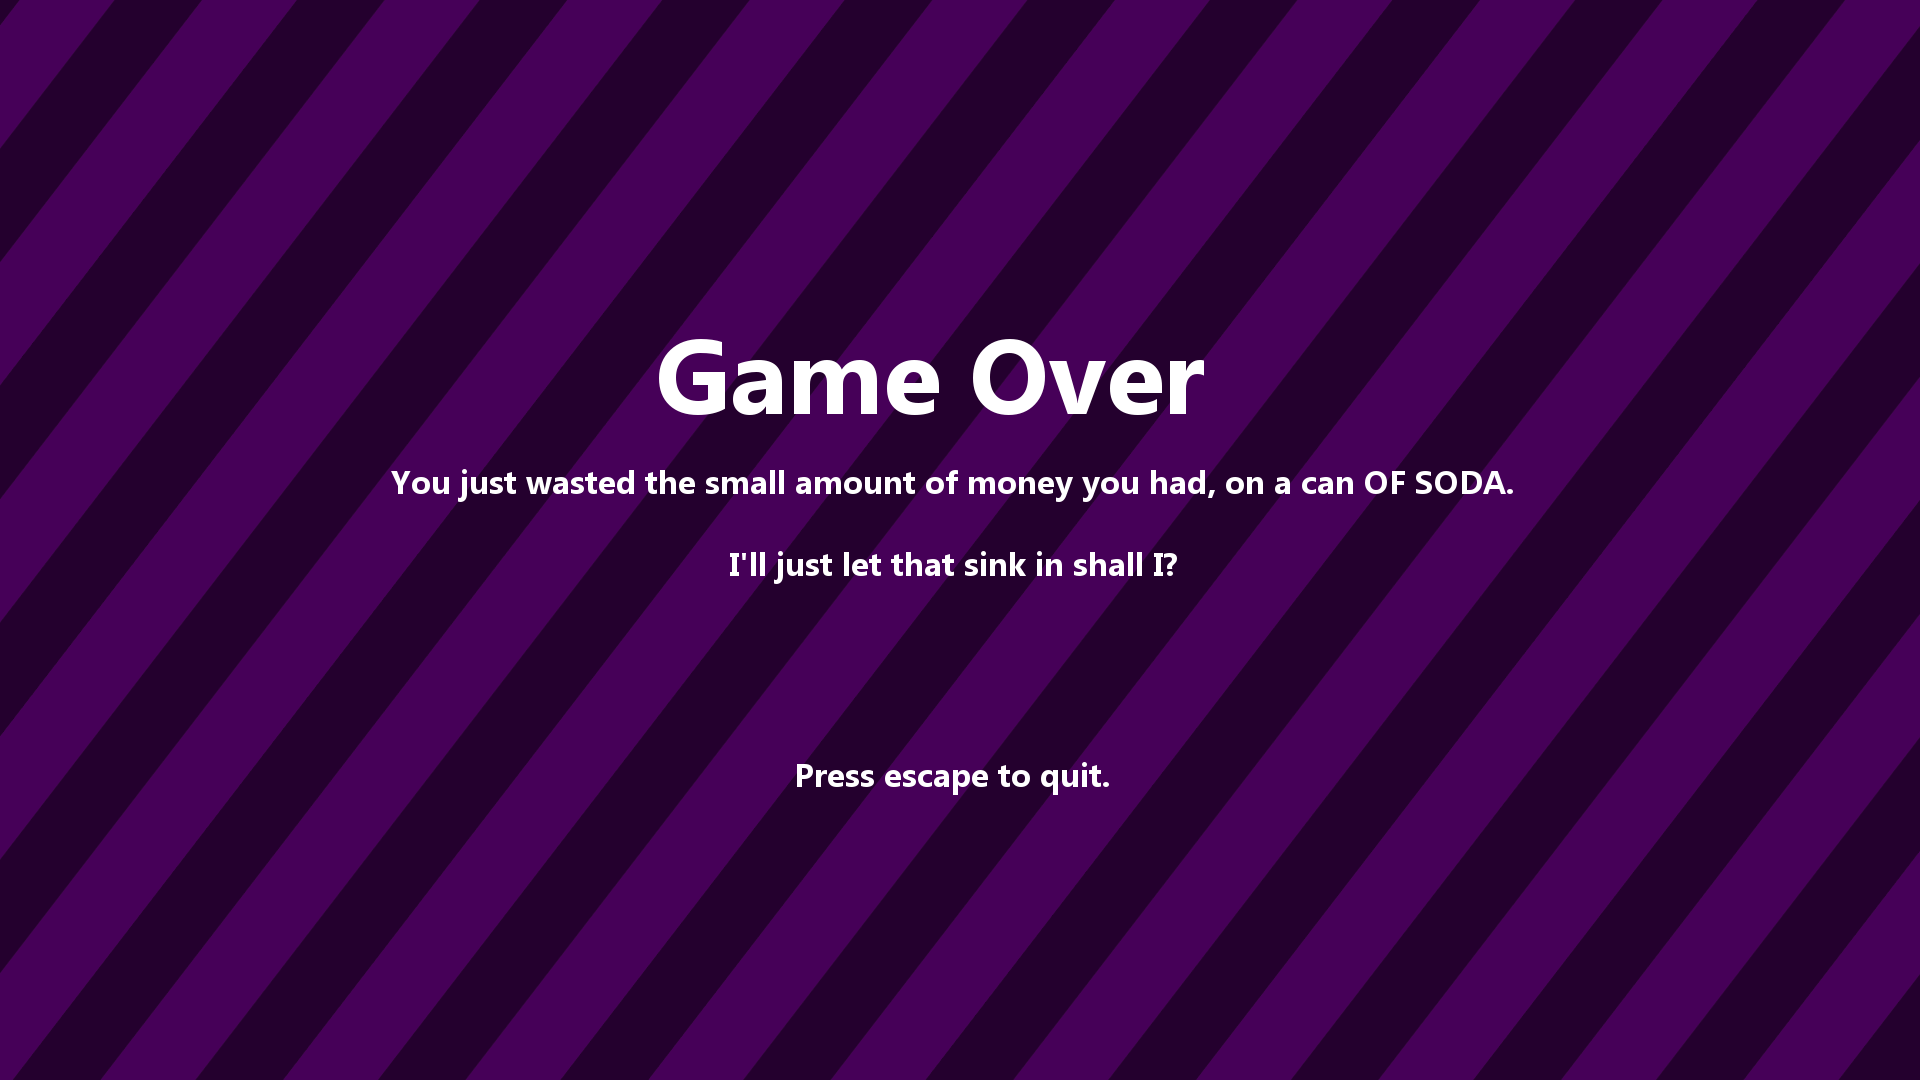 Game Over
You just wasted the small amount of money you had, on a can OF SODA.
I'll just let that sink in shall I?
Press escape to quit.